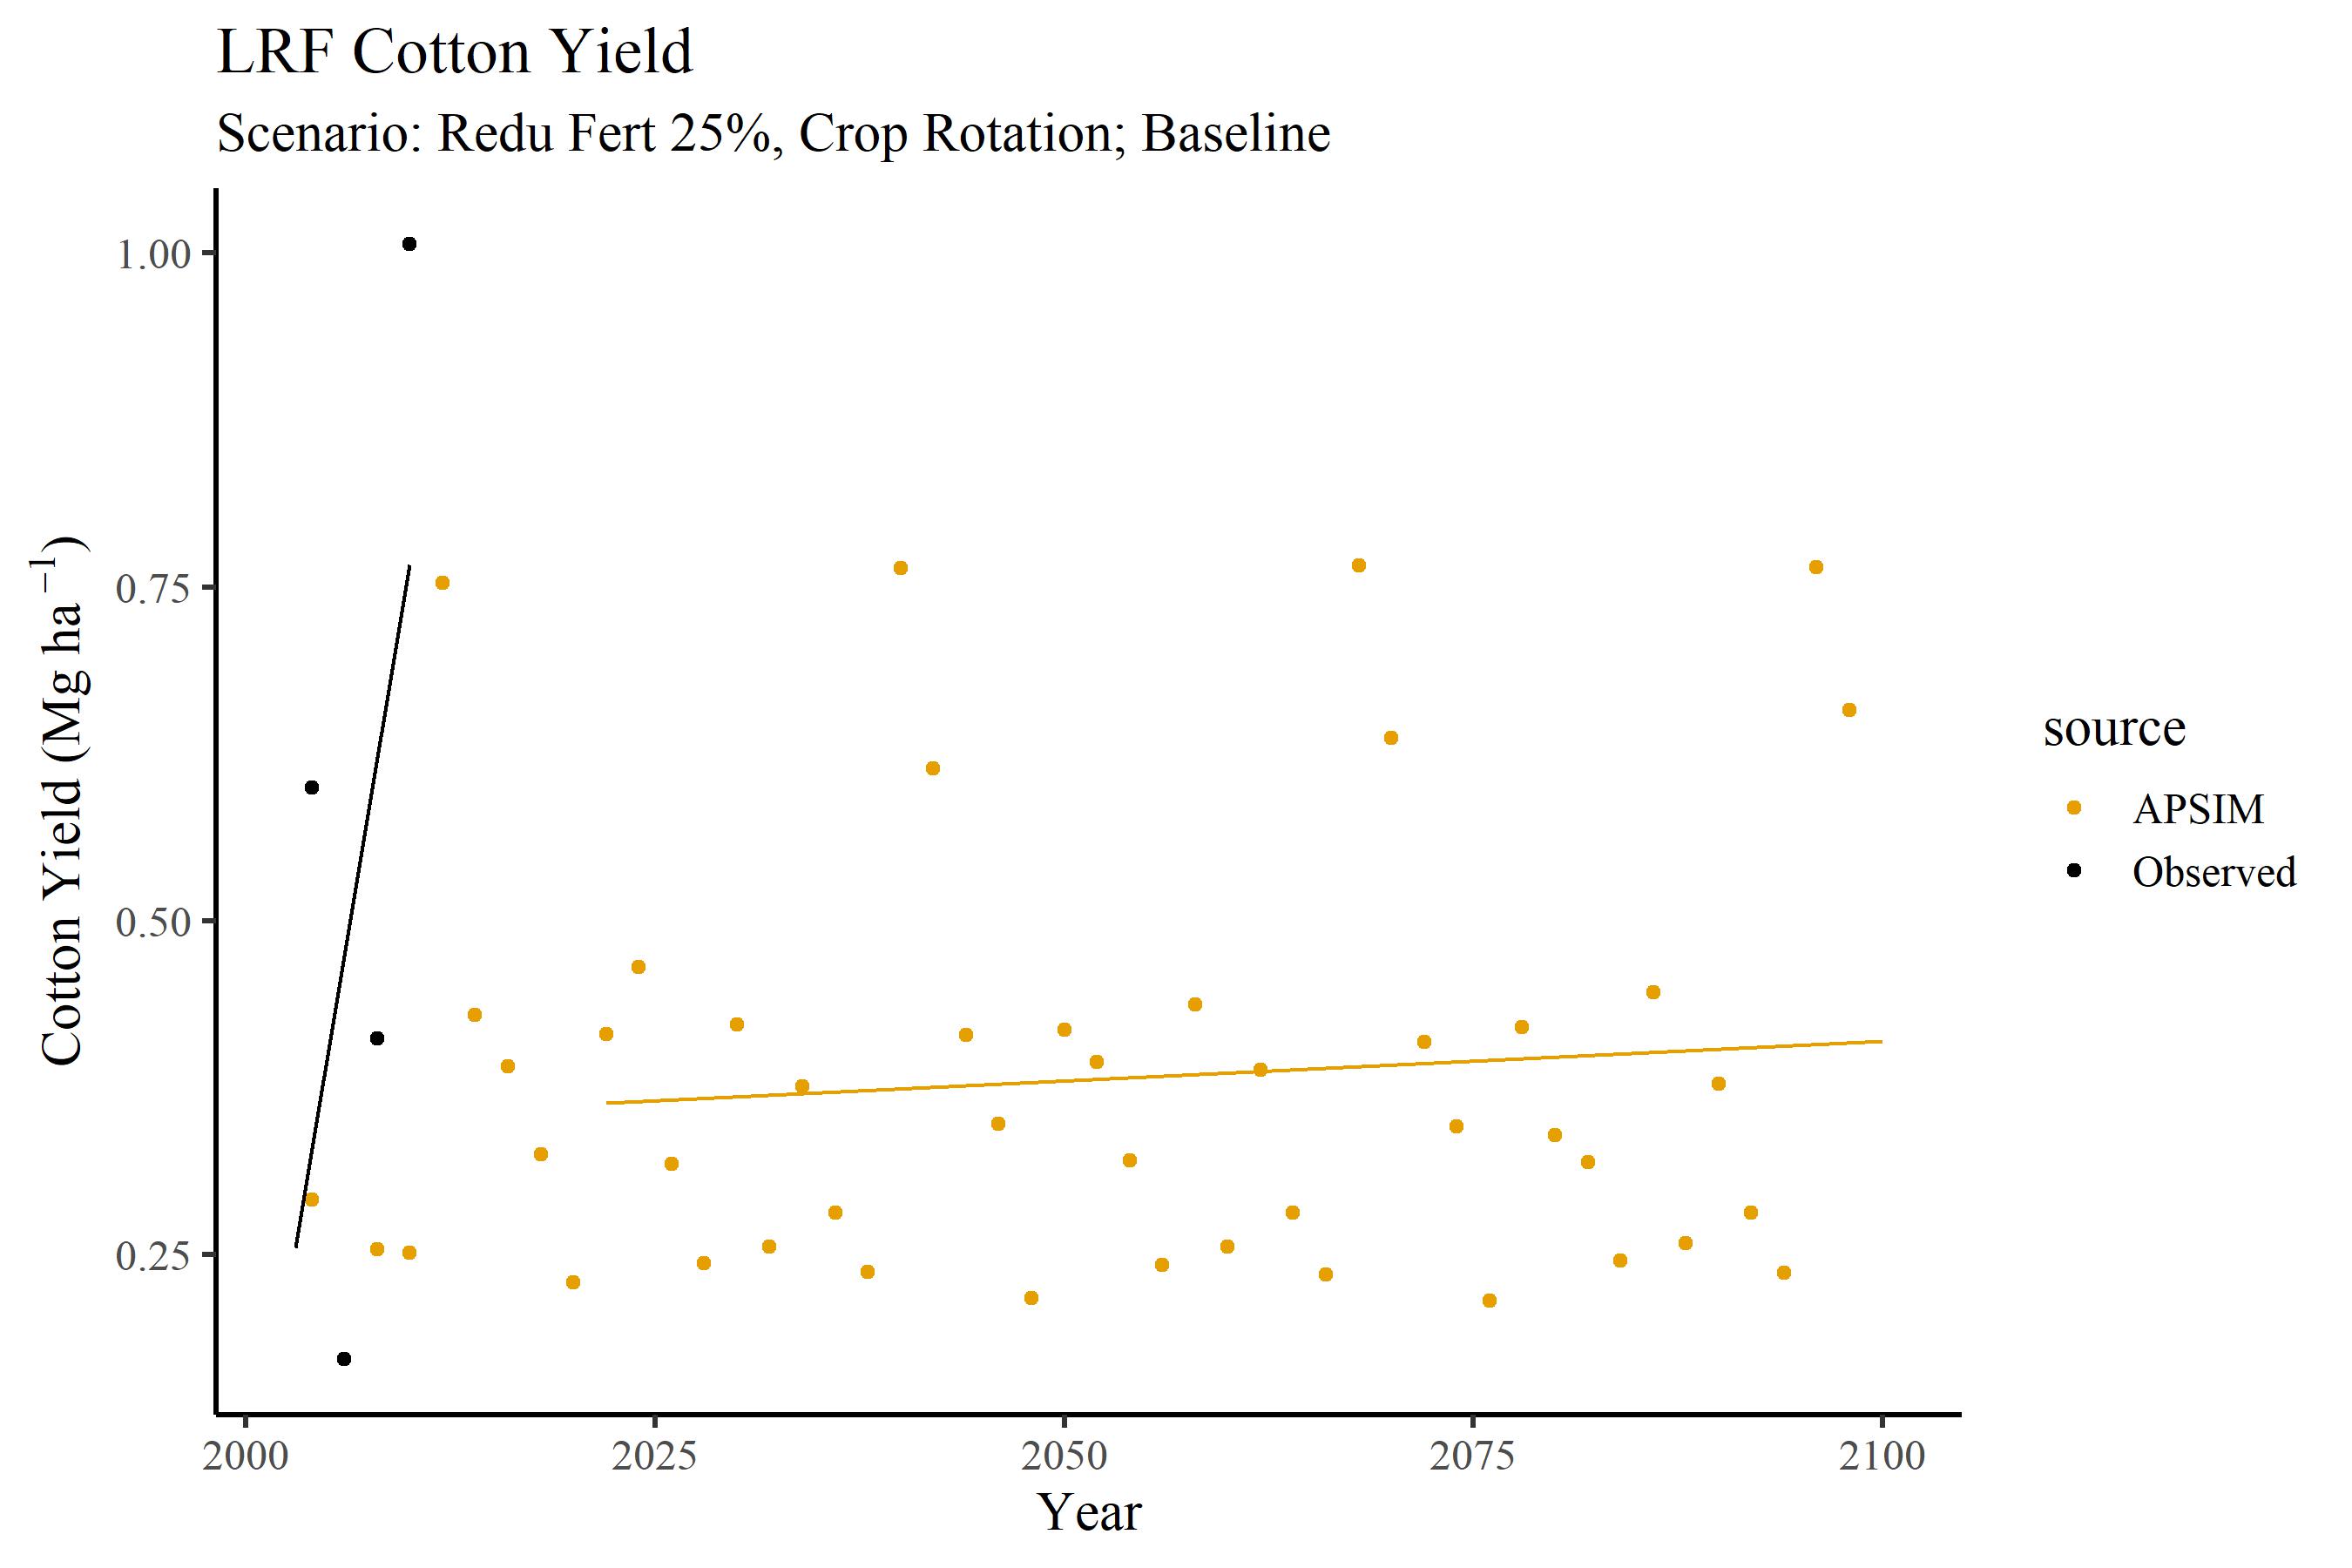 LRF Cotton Yield
Scenario: Redu Fert 25%, Crop Rotation; Baseline
Cotton Yield (Mg ha⁻¹)
1.00
0.75
0.50
0.25
2000 2025 2050 2075 2100
Year
source
APSIM
Observed